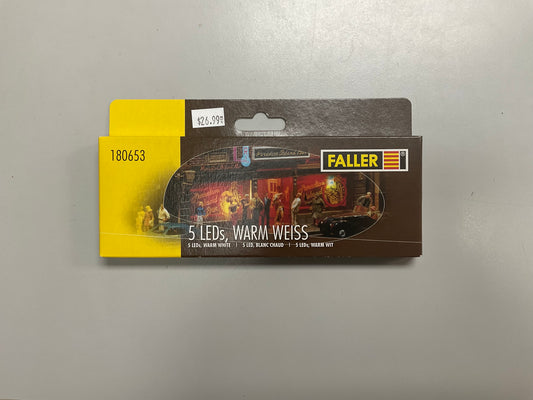 $26.99
180653
FALLER
5 LEDs, WARM WEISS
5 LEDs, WARM WHITE | 5 LED, BLANC CHAUD | 5 LEDs, WARM WIT